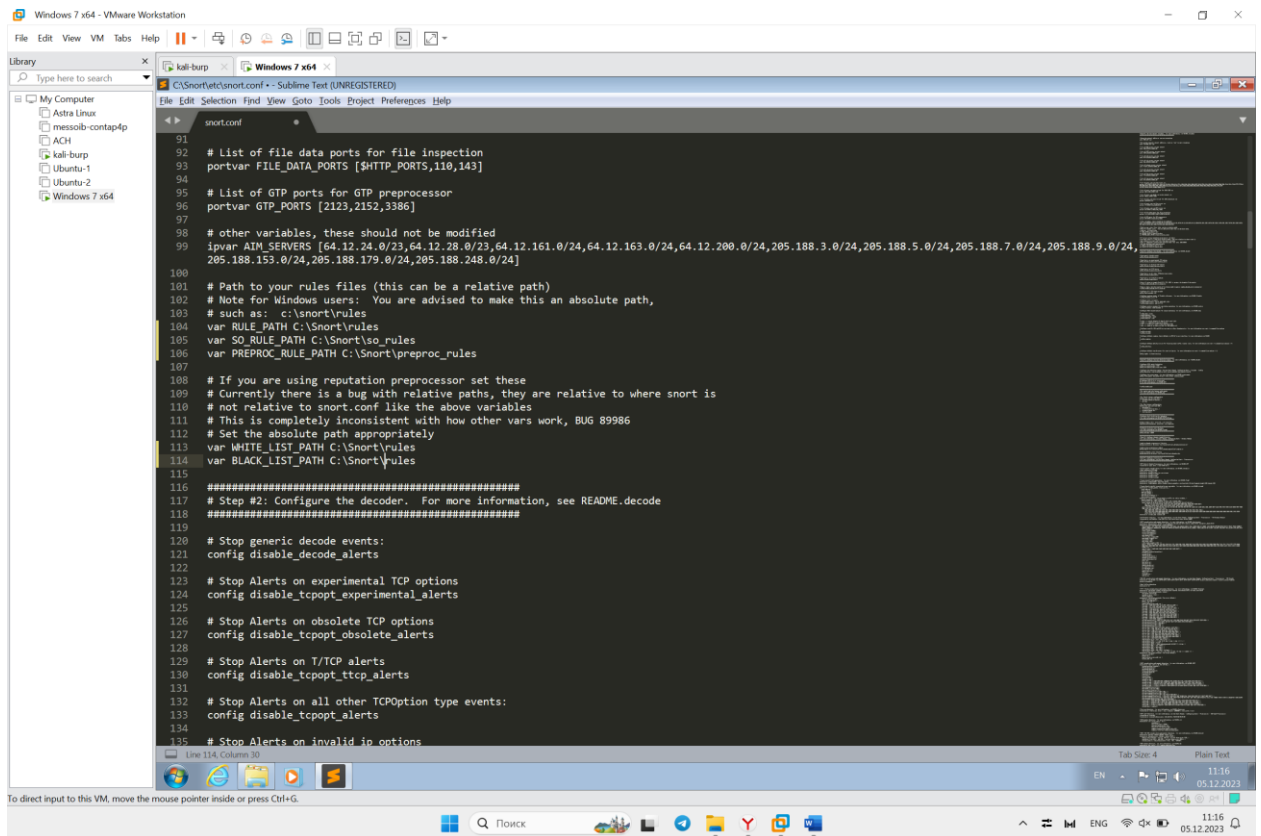 Windows 7 x64 - VMware Workstation
File Edit View VM Tabs Help
Library
Type here to search
My Computer
Astra Linux
messoib-contap4p
ACH
kali-burp
Ubuntu-1
Ubuntu-2
Windows 7 x64
kali-burp
Windows 7 x64
C:\Snort\etc\snort.conf • - Sublime Text (UNREGISTERED)
File Edit Selection Find View Goto Tools Project Preferences Help
snort.conf
91
92 # List of file data ports for file inspection
93 portvar FILE_DATA_PORTS [$HTTP_PORTS,110,143]
94
95 # List of GTP ports for GTP preprocessor
96 portvar GTP_PORTS [2123,2152,3386]
97
98 # other variables, these should not be modified
99 ipvar AIM_SERVERS [64.12.24.0/23,64.12.28.0/23,64.12.161.0/24,64.12.163.0/24,64.12.200.0/24,205.188.3.0/24,205.188.5.0/24,205.188.7.0/24,205.188.9.0/24,
205.188.153.0/24,205.188.179.0/24,205.188.248.0/24]
100
101 # Path to your rules files (this can be a relative path)
102 # Note for Windows users: You are advised to make this an absolute path,
103 # such as: c:\snort\rules
104 var RULE_PATH C:\Snort\rules
105 var SO_RULE_PATH C:\Snort\so_rules
106 var PREPROC_RULE_PATH C:\Snort\preproc_rules
107
108 # If you are using reputation preprocessor set these
109 # Currently there is a bug with relative paths, they are relative to where snort is
110 # not relative to snort.conf like the above variables
111 # This is completely inconsistent with how other vars work, BUG 89986
112 # Set the absolute path appropriately
113 var WHITE_LIST_PATH C:\Snort\rules
114 var BLACK_LIST_PATH C:\Snort\rules
115
116 ###################################################
117 # Step #2: Configure the decoder. For more information, see README.decode
118 ###################################################
119
120 # Stop generic decode events:
121 config disable_decode_alerts
122
123 # Stop Alerts on experimental TCP options
124 config disable_tcpopt_experimental_alerts
125
126 # Stop Alerts on obsolete TCP options
127 config disable_tcpopt_obsolete_alerts
128
129 # Stop Alerts on T/TCP alerts
130 config disable_tcpopt_ttcp_alerts
131
132 # Stop Alerts on all other TCPOption type events:
133 config disable_tcpopt_alerts
134
135 # Stop Alerts on invalid ip options
Line 114, Column 30
Tab Size: 4
Plain Text
EN
11:16
05.12.2023
To direct input to this VM, move the mouse pointer inside or press Ctrl+G.
Поиск
ENG
11:16
05.12.2023